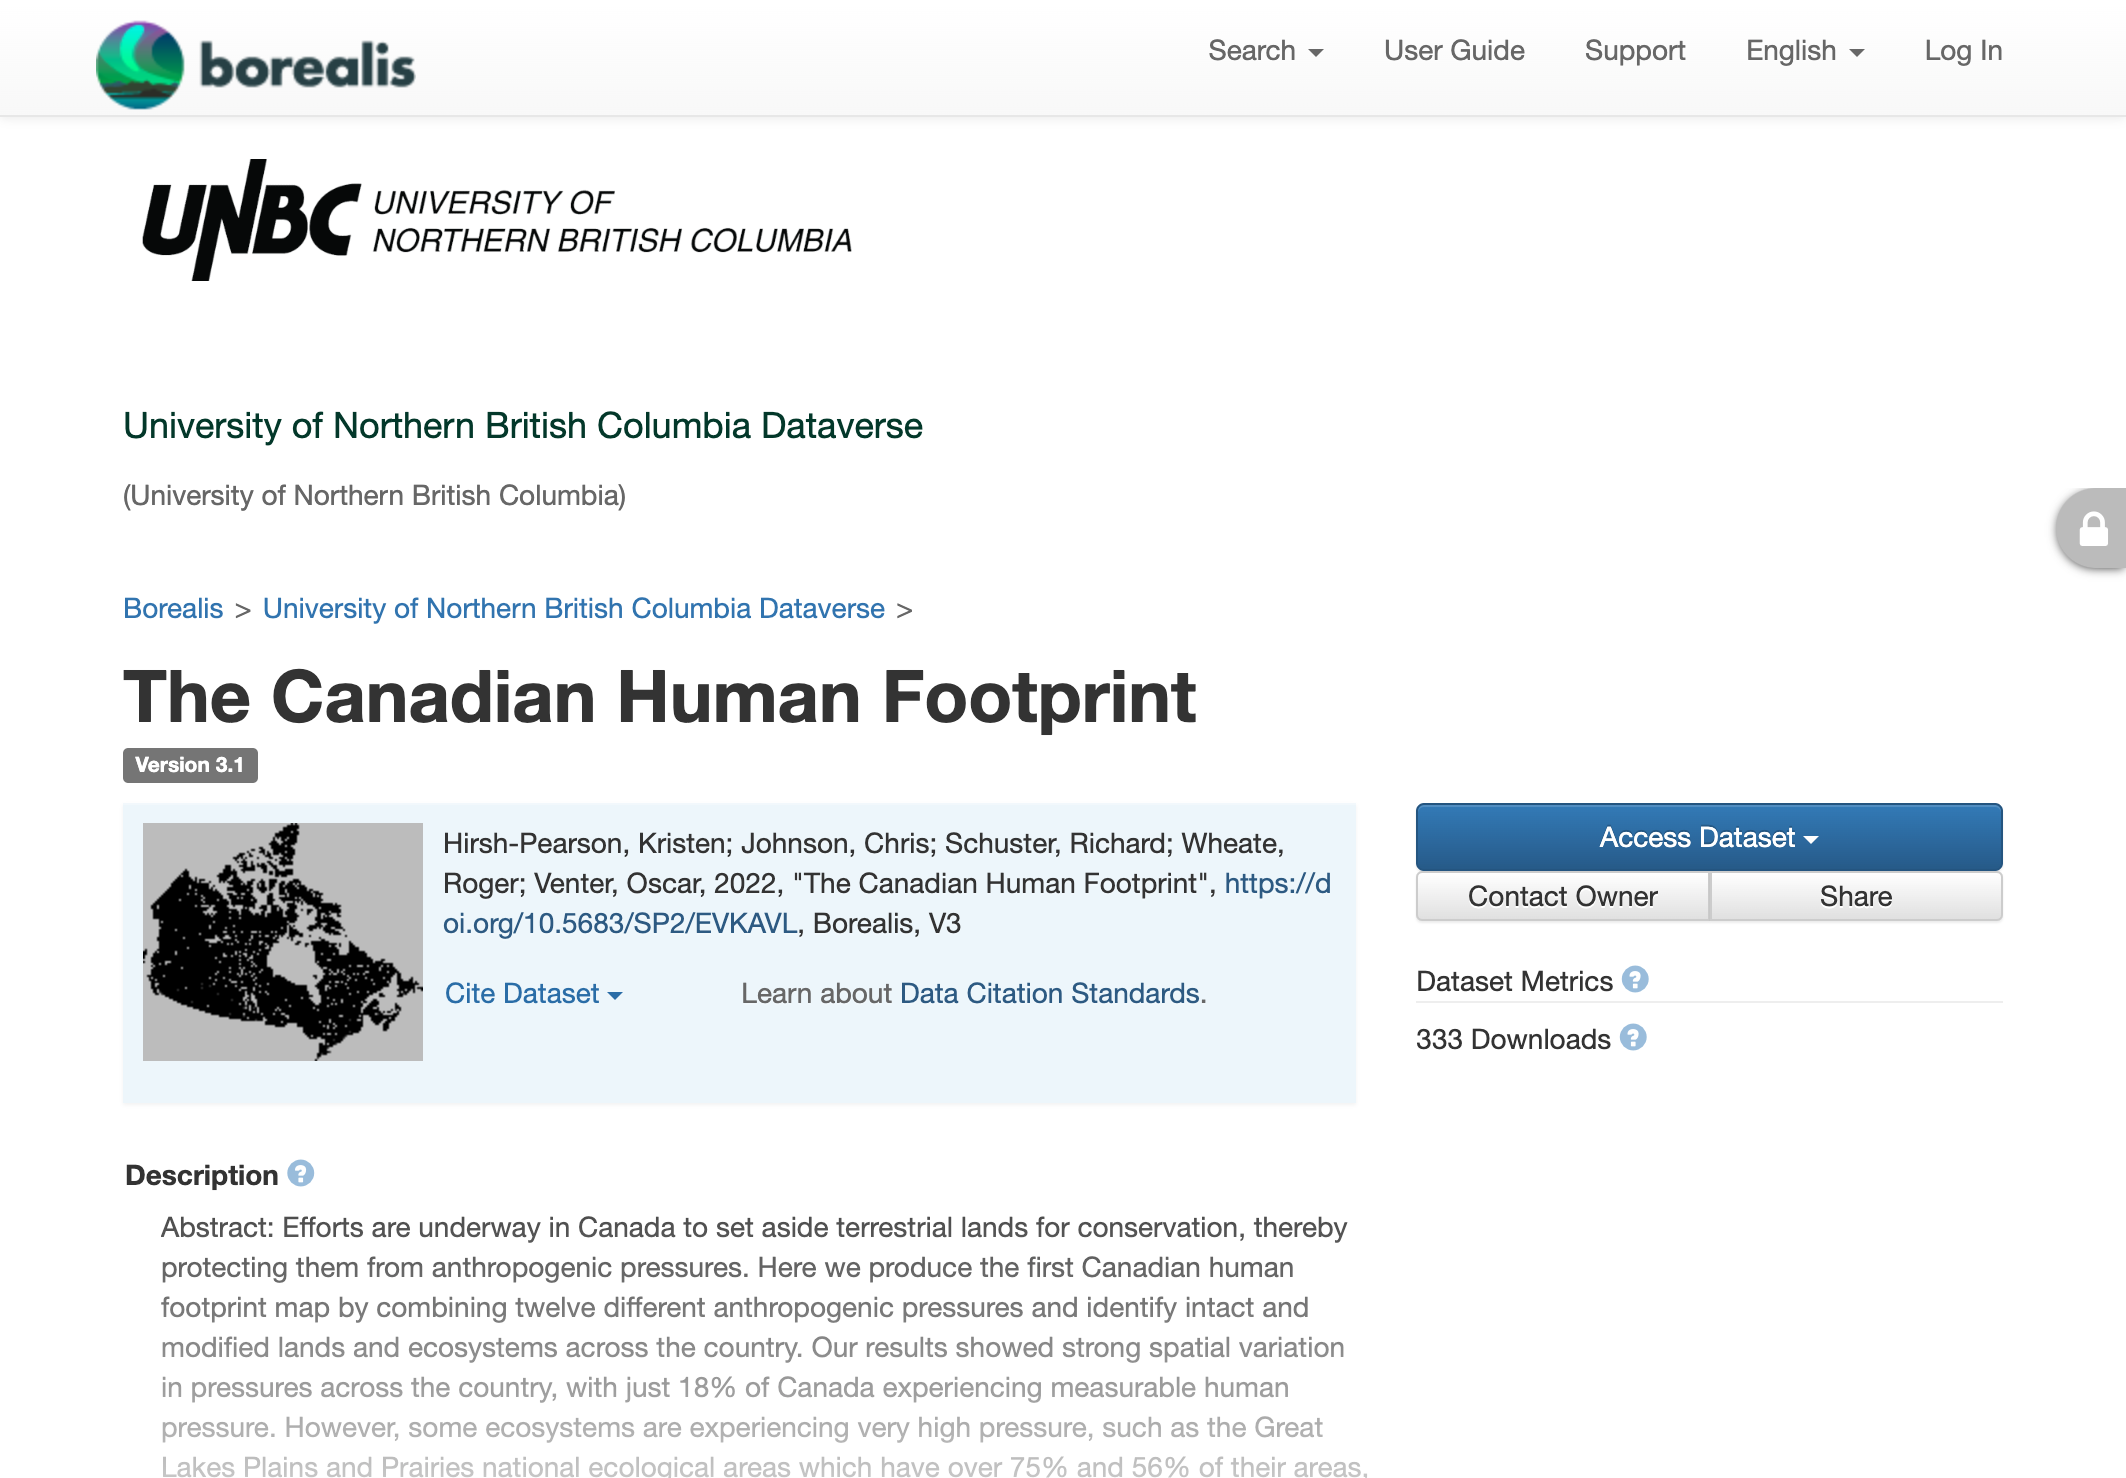 borealis
Search
User Guide
Support
English
Log In
UNBC UNIVERSITY OF
NORTHERN BRITISH COLUMBIA
University of Northern British Columbia Dataverse
(University of Northern British Columbia)
Borealis > University of Northern British Columbia Dataverse >
The Canadian Human Footprint
Version 3.1
Hirsh-Pearson, Kristen; Johnson, Chris; Schuster, Richard; Wheate,
Roger; Venter, Oscar, 2022, "The Canadian Human Footprint", https://d
oi.org/10.5683/SP2/EVKAVL, Borealis, V3
Cite Dataset
Learn about Data Citation Standards.
Access Dataset
Contact Owner
Share
Dataset Metrics ?
333 Downloads ?
Description ?
Abstract: Efforts are underway in Canada to set aside terrestrial lands for conservation, thereby
protecting them from anthropogenic pressures. Here we produce the first Canadian human
footprint map by combining twelve different anthropogenic pressures and identify intact and
modified lands and ecosystems across the country. Our results showed strong spatial variation
in pressures across the country, with just 18% of Canada experiencing measurable human
pressure. However, some ecosystems are experiencing very high pressure, such as the Great
Lakes Plains and Prairies national ecological areas which have over 75% and 56% of their areas,